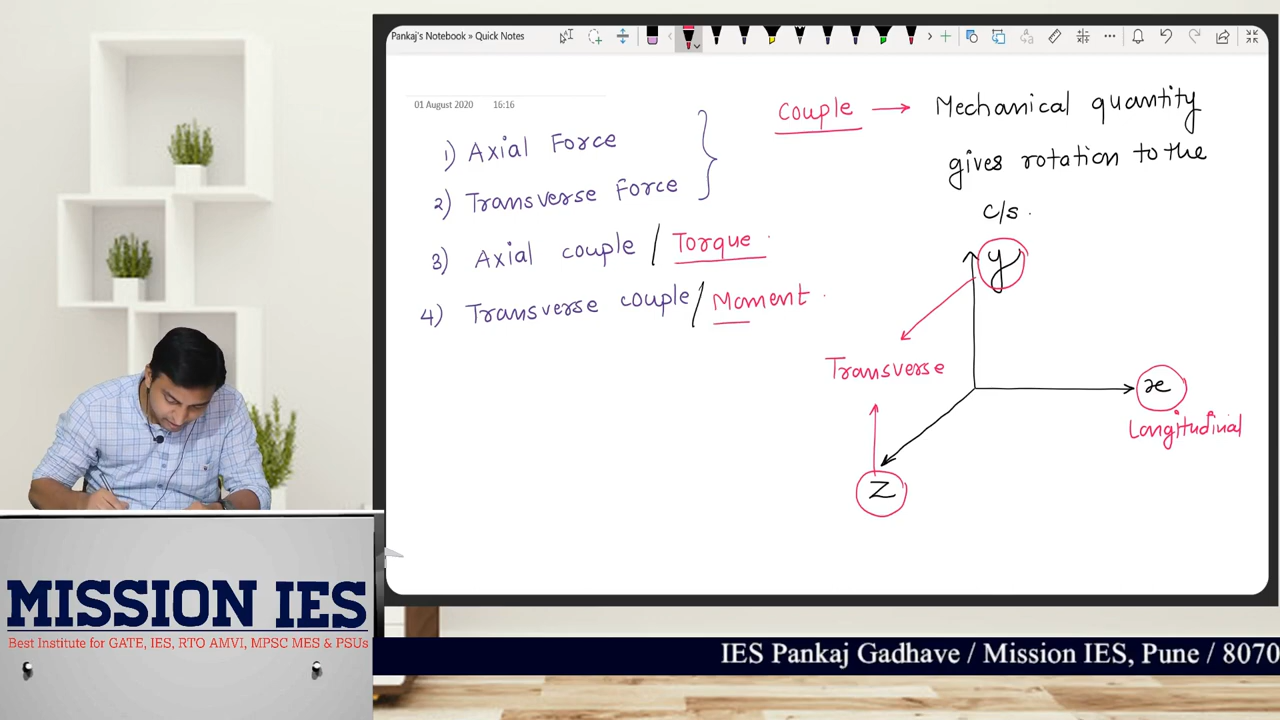 Pankaj's Notebook » Quick Notes
01 August 2020 16:16
1) Axial Force
2) Transverse Force
3) Axial couple / Torque
4) Transverse couple / Moment
Couple → Mechanical quantity
gives rotation to the
c/s.
y
Transverse
x
Longitudinal
z
MISSION IES
Best Institute for GATE, IES, RTO AMVI, MPSC MES & PSUs
IES Pankaj Gadhave / Mission IES, Pune / 8070